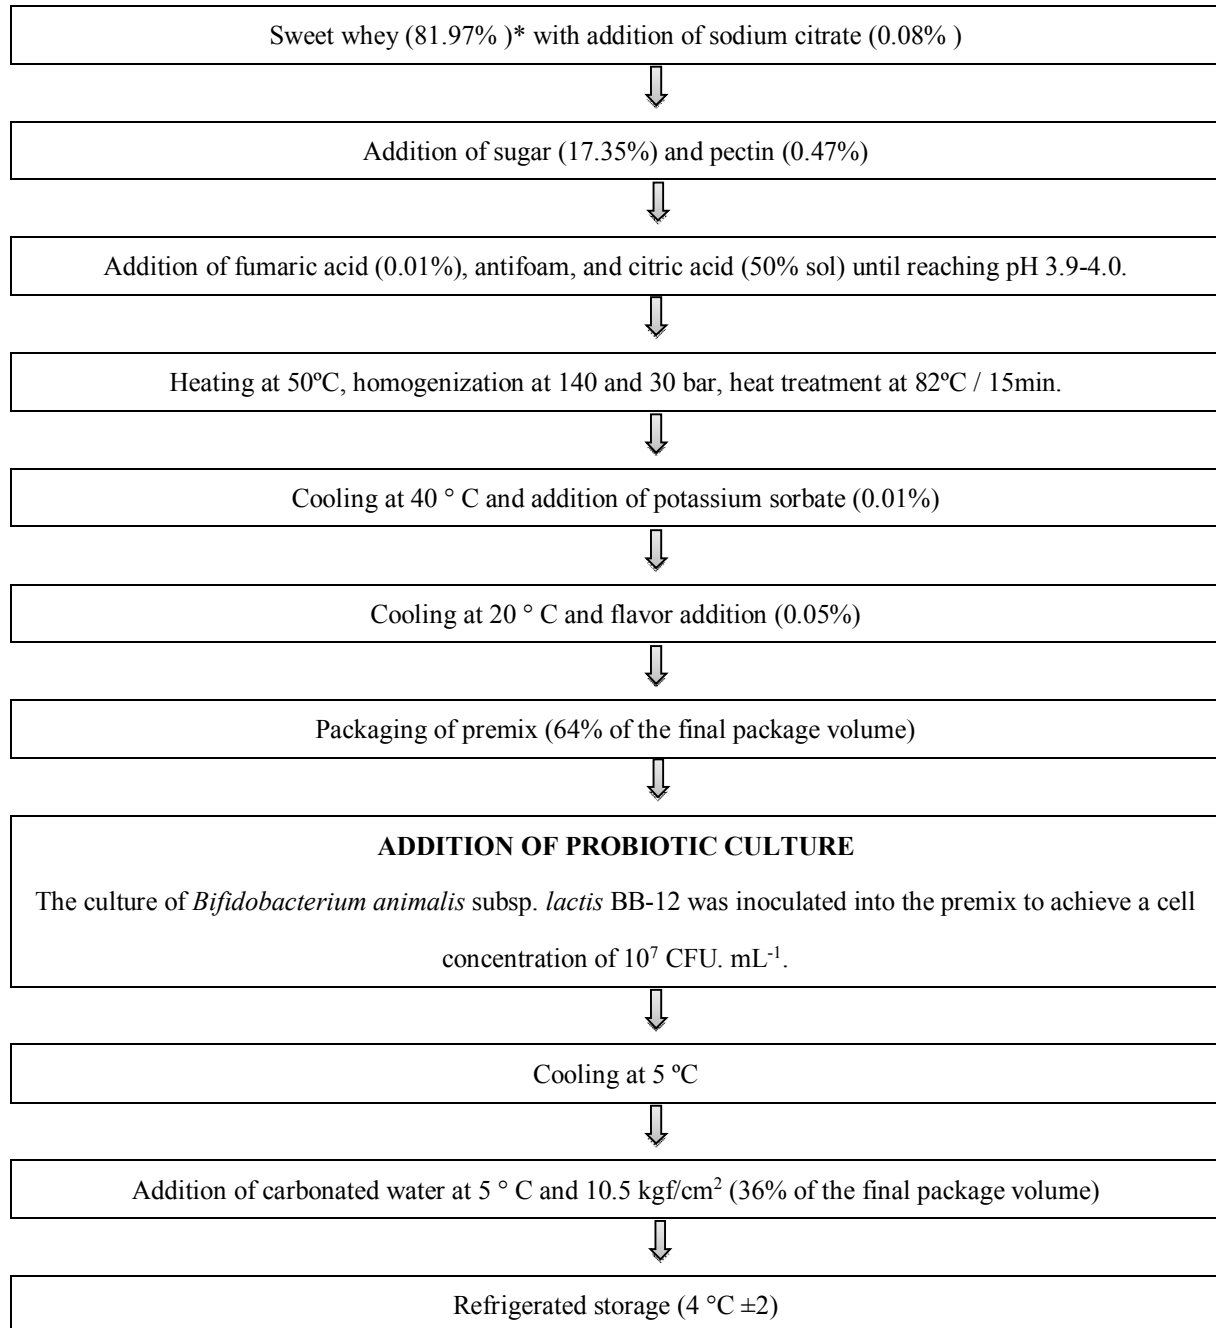 Sweet whey (81.97% )* with addition of sodium citrate (0.08% )
Addition of sugar (17.35%) and pectin (0.47%)
Addition of fumaric acid (0.01%), antifoam, and citric acid (50% sol) until reaching pH 3.9-4.0.
Heating at 50ºC, homogenization at 140 and 30 bar, heat treatment at 82ºC / 15min.
Cooling at 40 ° C and addition of potassium sorbate (0.01%)
Cooling at 20 ° C and flavor addition (0.05%)
Packaging of premix (64% of the final package volume)
ADDITION OF PROBIOTIC CULTURE
The culture of Bifidobacterium animalis subsp. lactis BB-12 was inoculated into the premix to achieve a cell
concentration of 10⁷ CFU. mL⁻¹.
Cooling at 5 ºC
Addition of carbonated water at 5 ° C and 10.5 kgf/cm² (36% of the final package volume)
Refrigerated storage (4 °C ±2)